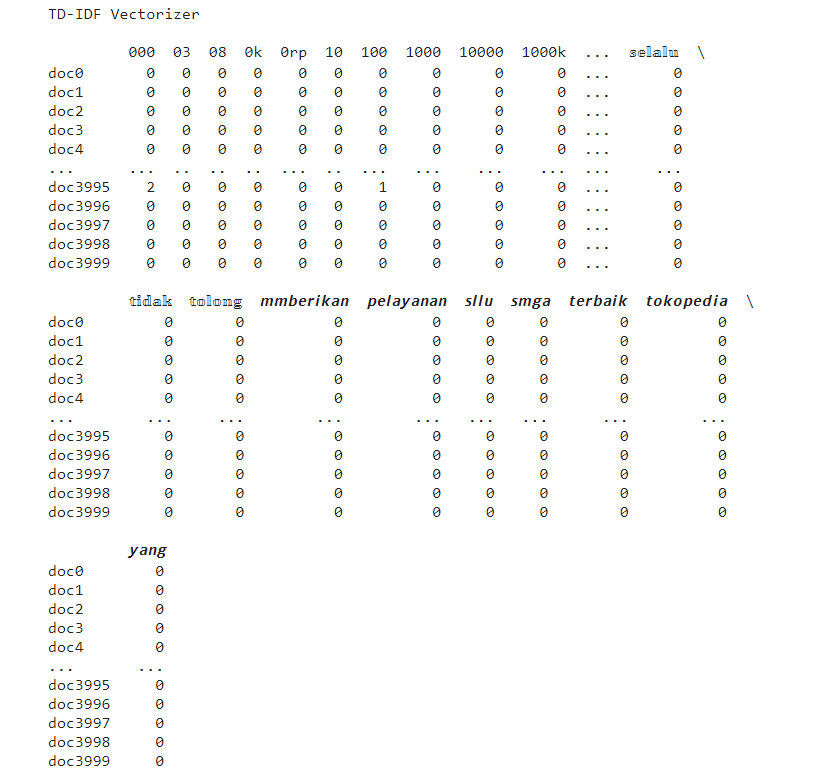 TD-IDF Vectorizer
000 03 08 0k 0rp 10 100 1000 10000 1000k ... selalu \
doc0 0 0 0 0 0 0 0 0 0 0 ... 0
doc1 0 0 0 0 0 0 0 0 0 0 ... 0
doc2 0 0 0 0 0 0 0 0 0 0 ... 0
doc3 0 0 0 0 0 0 0 0 0 0 ... 0
doc4 0 0 0 0 0 0 0 0 0 0 ... 0
... ... .. .. .. ... .. ... ... ... ... ... ...
doc3995 2 0 0 0 0 0 1 0 0 0 ... 0
doc3996 0 0 0 0 0 0 0 0 0 0 ... 0
doc3997 0 0 0 0 0 0 0 0 0 0 ... 0
doc3998 0 0 0 0 0 0 0 0 0 0 ... 0
doc3999 0 0 0 0 0 0 0 0 0 0 ... 0
tidak tolong mmberikan pelayanan sllu smga terbaik tokopedia \
doc0 0 0 0 0 0 0 0 0
doc1 0 0 0 0 0 0 0 0
doc2 0 0 0 0 0 0 0 0
doc3 0 0 0 0 0 0 0 0
doc4 0 0 0 0 0 0 0 0
... ... ... ... ... ... ... ... ...
doc3995 0 0 0 0 0 0 0 0
doc3996 0 0 0 0 0 0 0 0
doc3997 0 0 0 0 0 0 0 0
doc3998 0 0 0 0 0 0 0 0
doc3999 0 0 0 0 0 0 0 0
yang
doc0 0
doc1 0
doc2 0
doc3 0
doc4 0
... ...
doc3995 0
doc3996 0
doc3997 0
doc3998 0
doc3999 0